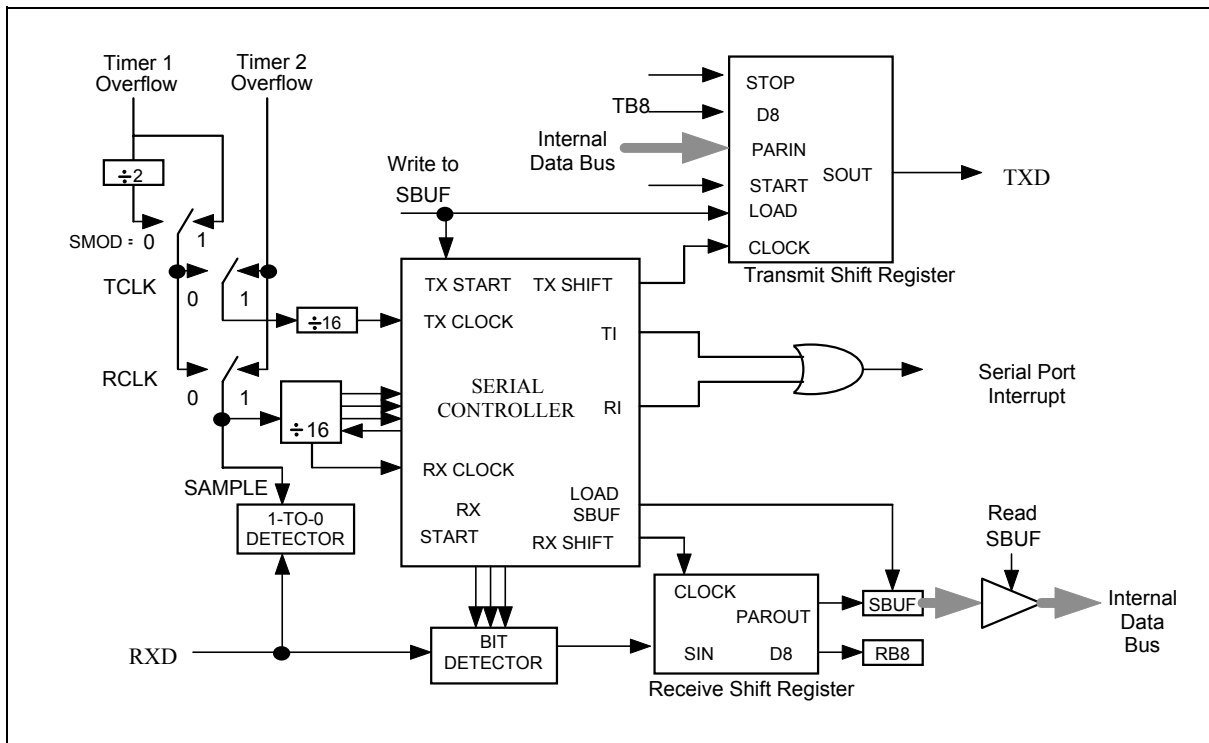 Timer 1
Overflow
Timer 2
Overflow
÷2
SMOD = 0
1
TCLK
0
1
÷16
RCLK
0
1
÷16
SAMPLE
1-TO-0
DETECTOR
RXD
Write to
SBUF
TX START
TX SHIFT
TX CLOCK
TI
SERIAL
CONTROLLER
RI
RX CLOCK
LOAD
SBUF
RX
START
RX SHIFT
BIT
DETECTOR
TB8
Internal
Data Bus
STOP
D8
PARIN
START
SOUT
LOAD
CLOCK
Transmit Shift Register
TXD
Serial Port
Interrupt
CLOCK
PAROUT
SIN
D8
Receive Shift Register
SBUF
RB8
Read
SBUF
Internal
Data
Bus